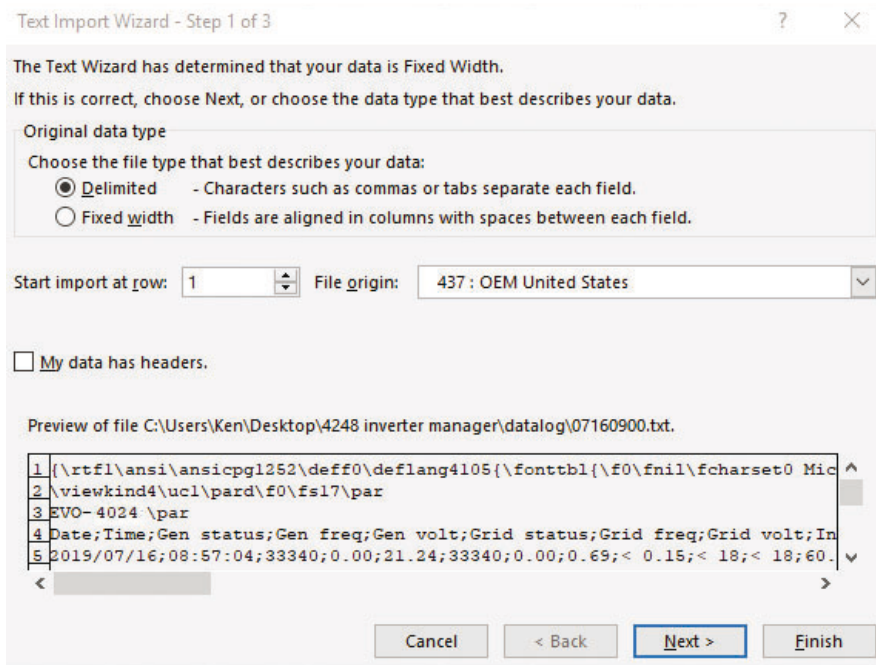 Text Import Wizard - Step 1 of 3 ? ×
The Text Wizard has determined that your data is Fixed Width.
If this is correct, choose Next, or choose the data type that best describes your data.
Original data type
Choose the file type that best describes your data:
Delimited - Characters such as commas or tabs separate each field.
Fixed width - Fields are aligned in columns with spaces between each field.
Start import at row: 1 File origin: 437 : OEM United States
My data has headers.
Preview of file C:\Users\Ken\Desktop\4248 inverter manager\datalog\07160900.txt.
1 {\rtf1\ansi\ansicpg1252\deff0\deflang4105{\fonttbl{\f0\fnil\fcharset0 Mic
2 \viewkind4\uc1\pard\f0\fs17\par
3 EVO-4024 \par
4 Date;Time;Gen status;Gen freq;Gen volt;Grid status;Grid freq;Grid volt;In
5 2019/07/16;08:57:04;33340;0.00;21.24;33340;0.00;0.69;< 0.15;< 18;< 18;60.
Cancel < Back Next > Finish